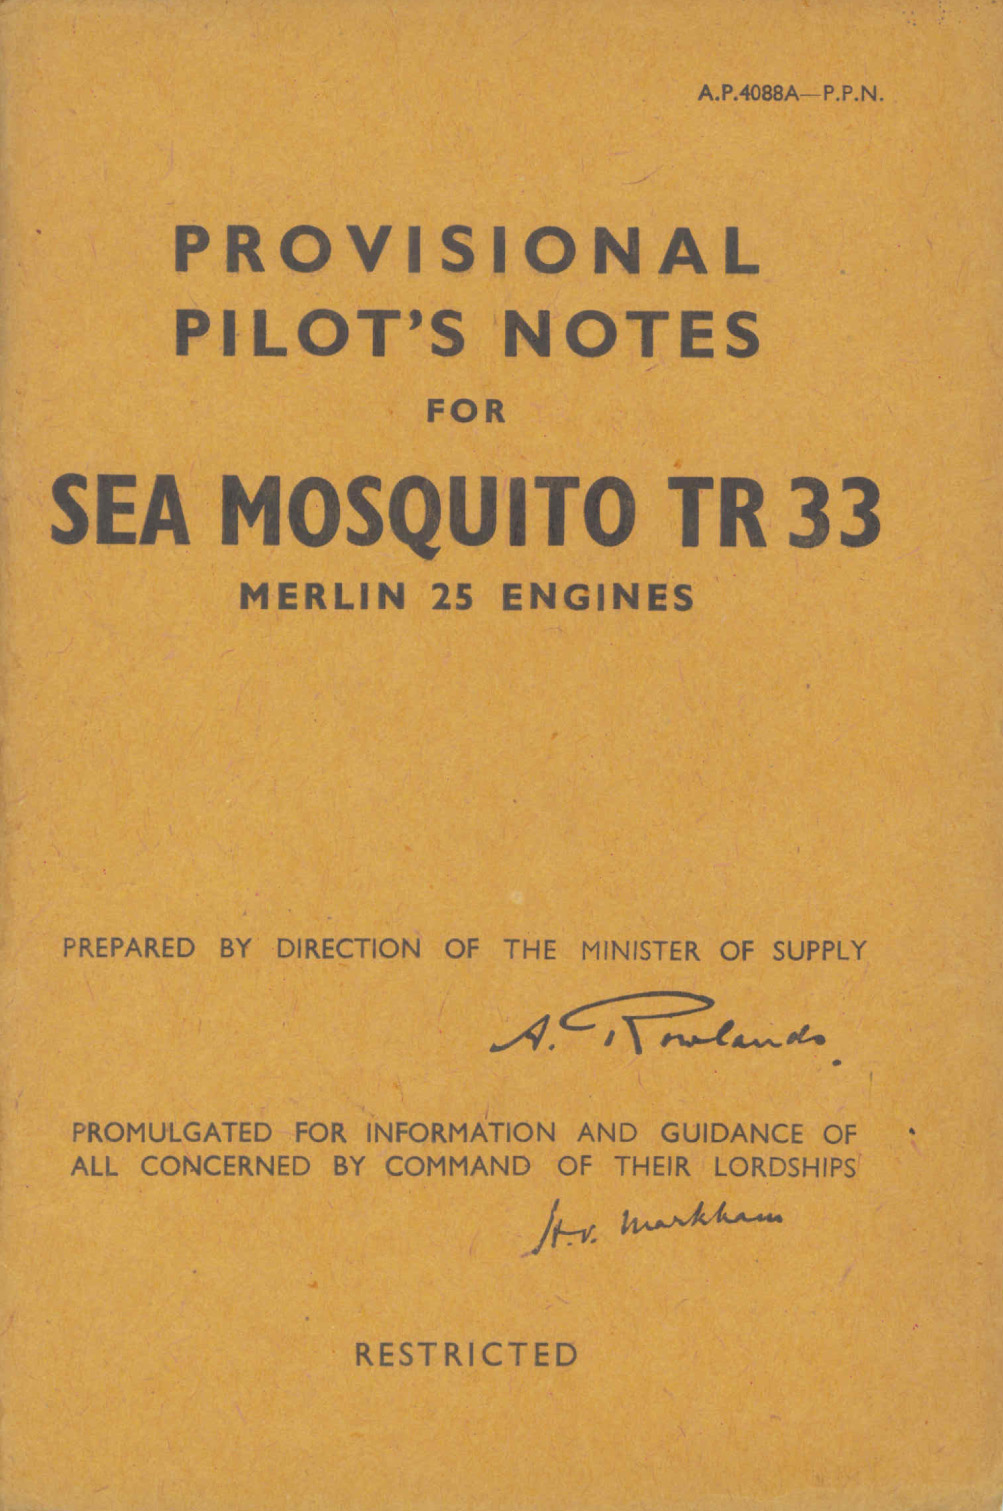 A.P.4088A—P.P.N.
PROVISIONAL
PILOT'S NOTES
FOR
SEA MOSQUITO TR 33
MERLIN 25 ENGINES
PREPARED BY DIRECTION OF THE MINISTER OF SUPPLY
A. Rowlands.
PROMULGATED FOR INFORMATION AND GUIDANCE OF
ALL CONCERNED BY COMMAND OF THEIR LORDSHIPS
H.V. Markham
RESTRICTED